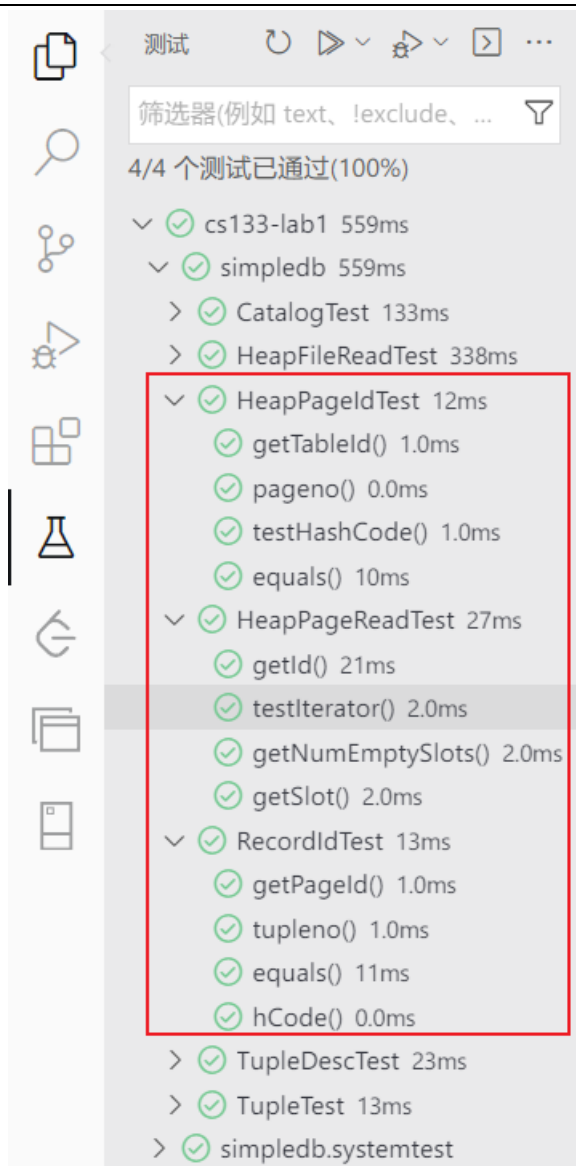 测试
筛选器(例如 text、!exclude、...
4/4 个测试已通过(100%)
cs133-lab1 559ms
simpledb 559ms
CatalogTest 133ms
HeapFileReadTest 338ms
HeapPageIdTest 12ms
getTableId() 1.0ms
pageno() 0.0ms
testHashCode() 1.0ms
equals() 10ms
HeapPageReadTest 27ms
getId() 21ms
testIterator() 2.0ms
getNumEmptySlots() 2.0ms
getSlot() 2.0ms
RecordIdTest 13ms
getPageId() 1.0ms
tupleno() 1.0ms
equals() 11ms
hCode() 0.0ms
TupleDescTest 23ms
TupleTest 13ms
simpledb.systemtest